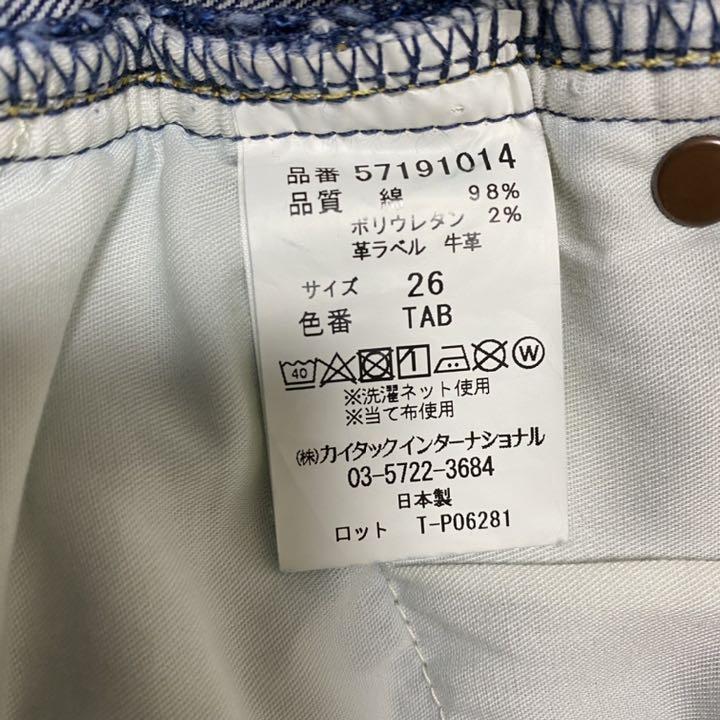 品番 57191014
品質 綿 98%
ポリウレタン 2%
革ラベル 牛革
サイズ 26
色番 TAB
40 W
※洗濯ネット使用
※当て布使用
㈱カイタックインターナショナル
03-5722-3684
日本製
ロット T-P06281